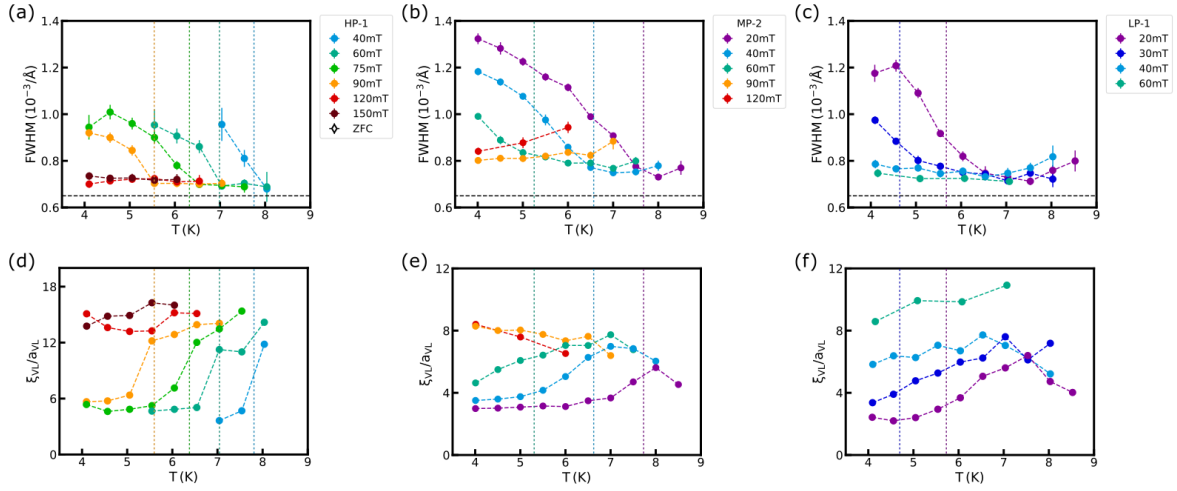 (a)
FWHM (10⁻³/Å)
1.4
1.2
1.0
0.8
0.6
4 5 6 7 8 9
T (K)
HP-1
40mT
60mT
75mT
90mT
120mT
150mT
ZFC
(b)
FWHM (10⁻³/Å)
1.4
1.2
1.0
0.8
0.6
4 5 6 7 8 9
T (K)
MP-2
20mT
40mT
60mT
90mT
120mT
(c)
FWHM (10⁻³/Å)
1.4
1.2
1.0
0.8
0.6
4 5 6 7 8 9
T (K)
LP-1
20mT
30mT
40mT
60mT
(d)
ξVL/aVL
18
12
6
0
4 5 6 7 8 9
T (K)
(e)
ξVL/aVL
12
8
4
0
4 5 6 7 8 9
T (K)
(f)
ξVL/aVL
12
8
4
0
4 5 6 7 8 9
T (K)